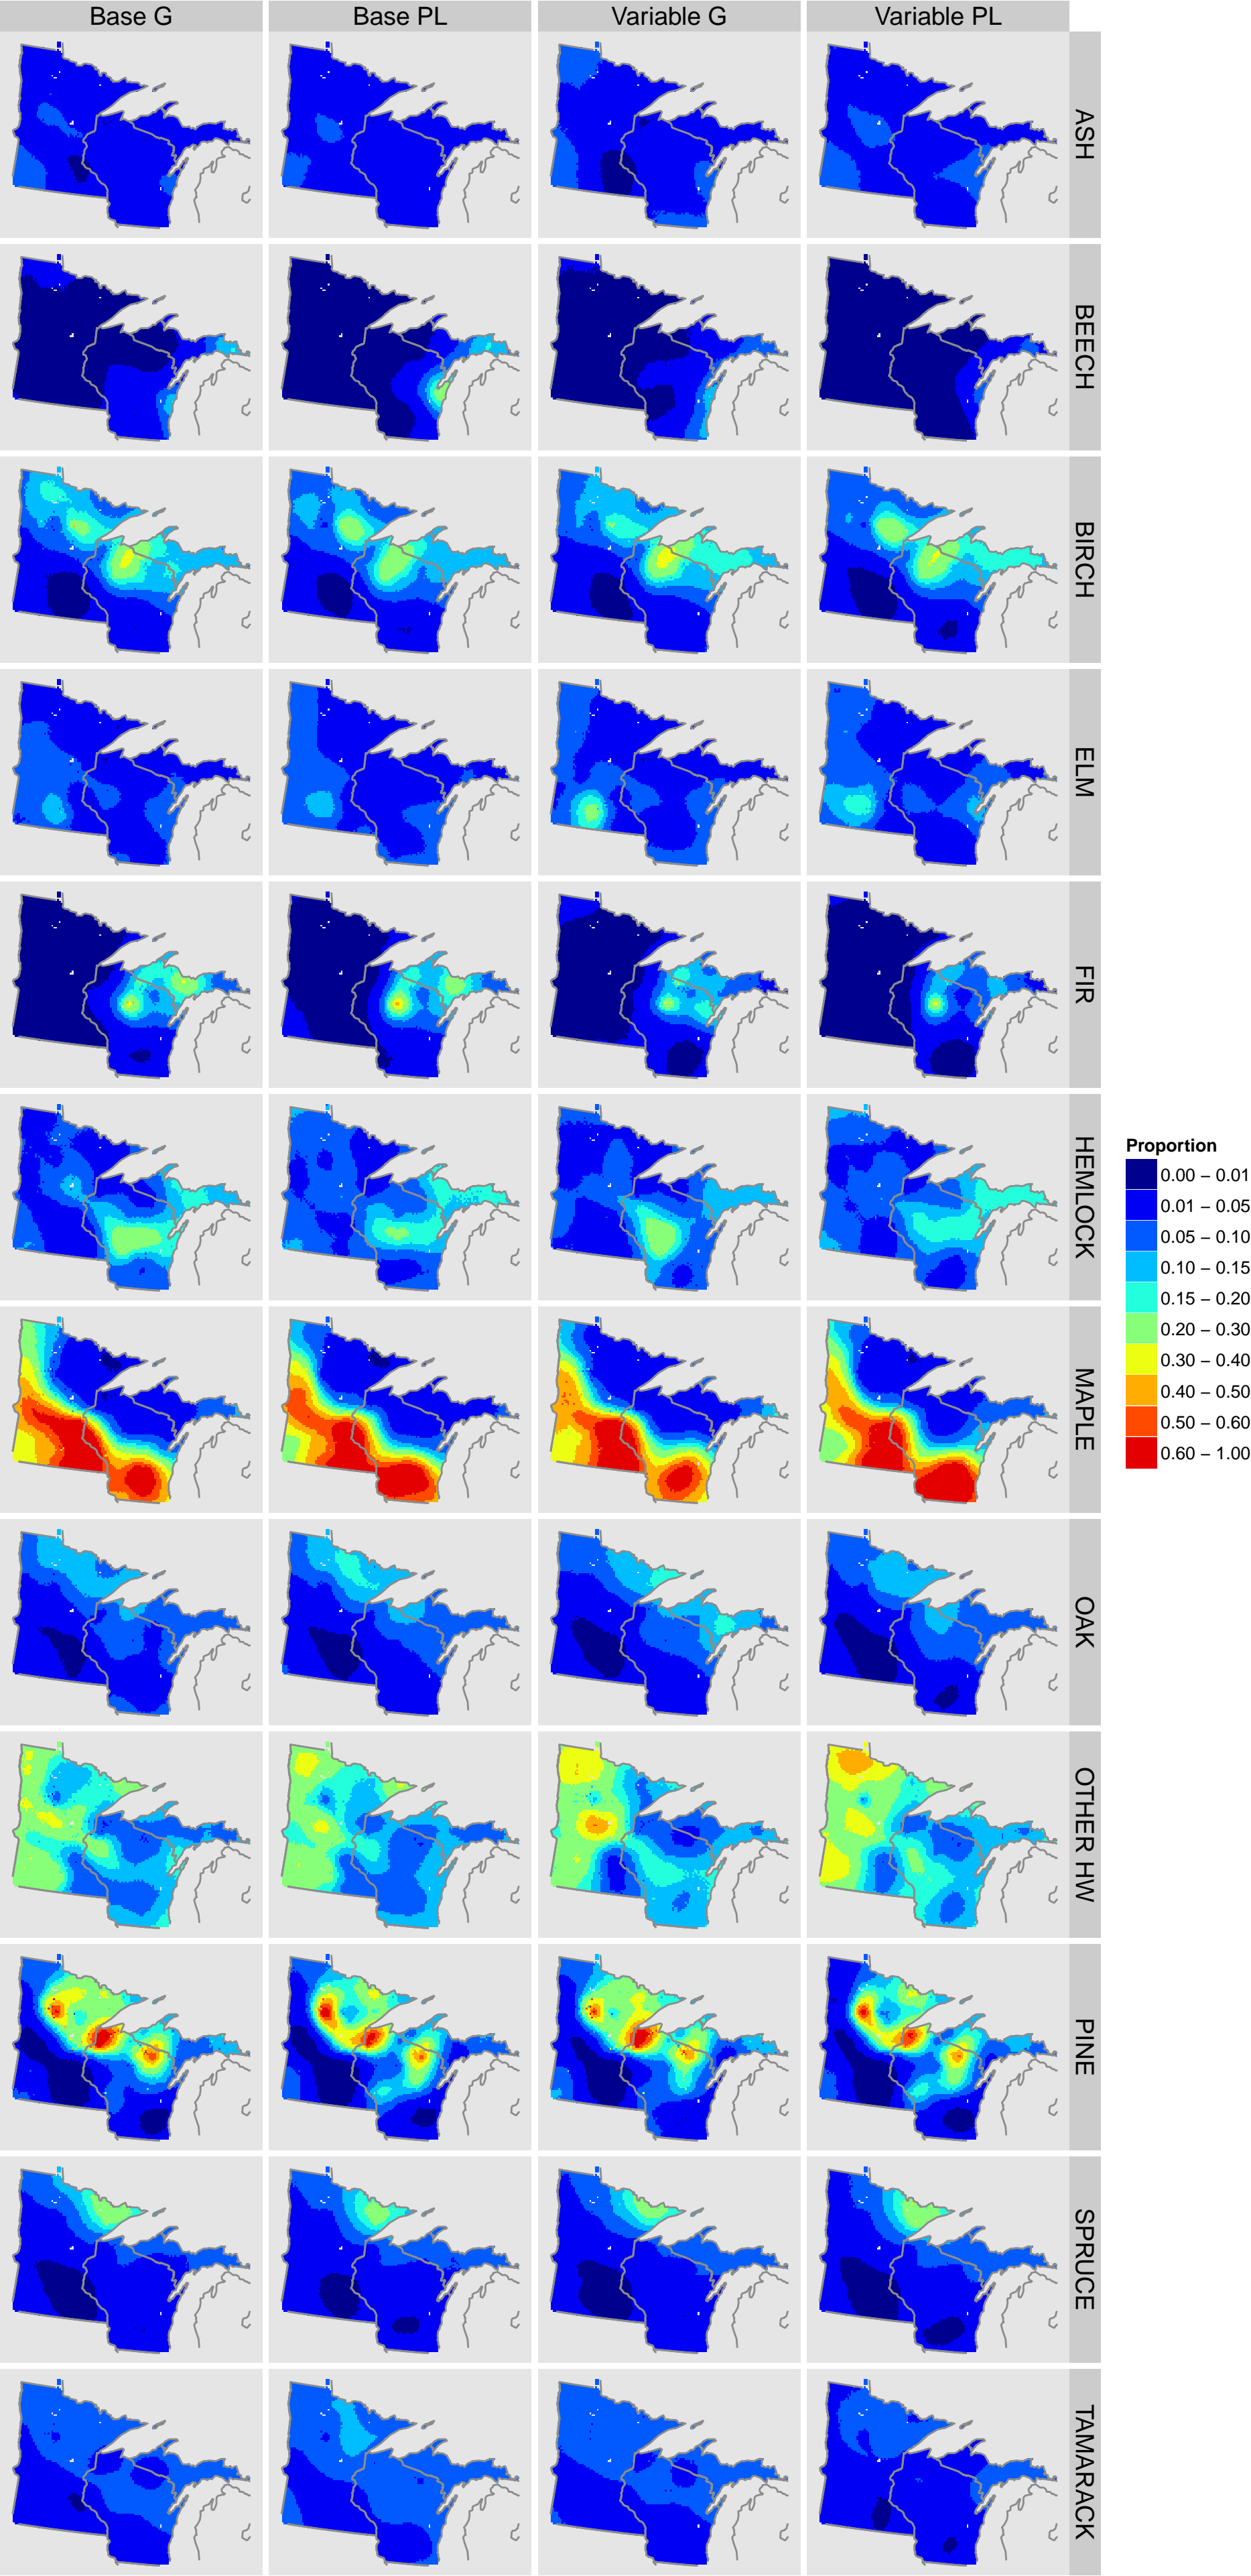 Base G
Base PL
Variable G
Variable PL
ASH
BEECH
BIRCH
ELM
FIR
HEMLOCK
MAPLE
OAK
OTHER HW
PINE
SPRUCE
TAMARACK
Proportion
0.00 – 0.01
0.01 – 0.05
0.05 – 0.10
0.10 – 0.15
0.15 – 0.20
0.20 – 0.30
0.30 – 0.40
0.40 – 0.50
0.50 – 0.60
0.60 – 1.00